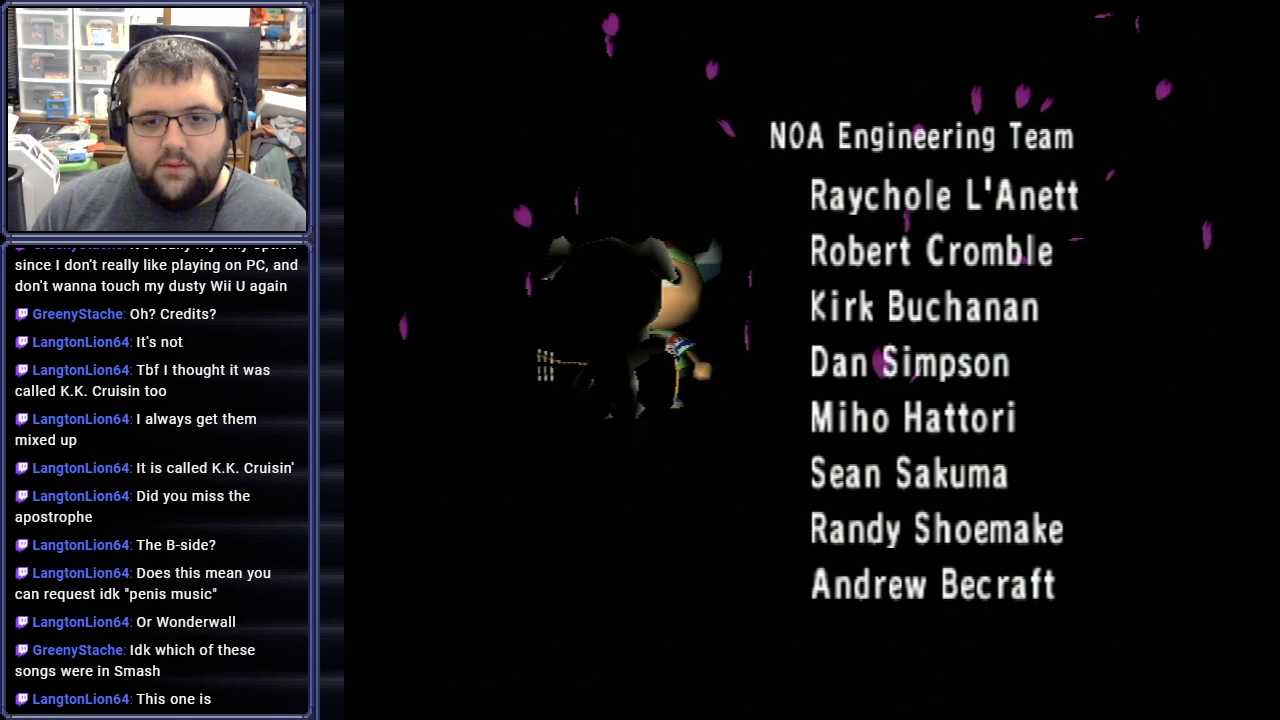 since I don't really like playing on PC, and
don't wanna touch my dusty Wii U again
GreenyStache: Oh? Credits?
LangtonLion64: It's not
LangtonLion64: Tbf I thought it was
called K.K. Cruisin too
LangtonLion64: I always get them
mixed up
LangtonLion64: It is called K.K. Cruisin'
LangtonLion64: Did you miss the
apostrophe
LangtonLion64: The B-side?
LangtonLion64: Does this mean you
can request idk "penis music"
LangtonLion64: Or Wonderwall
GreenyStache: Idk which of these
songs were in Smash
LangtonLion64: This one is
NOA Engineering Team
Raychole L'Anett
Robert Cromble
Kirk Buchanan
Dan Simpson
Miho Hattori
Sean Sakuma
Randy Shoemake
Andrew Becraft